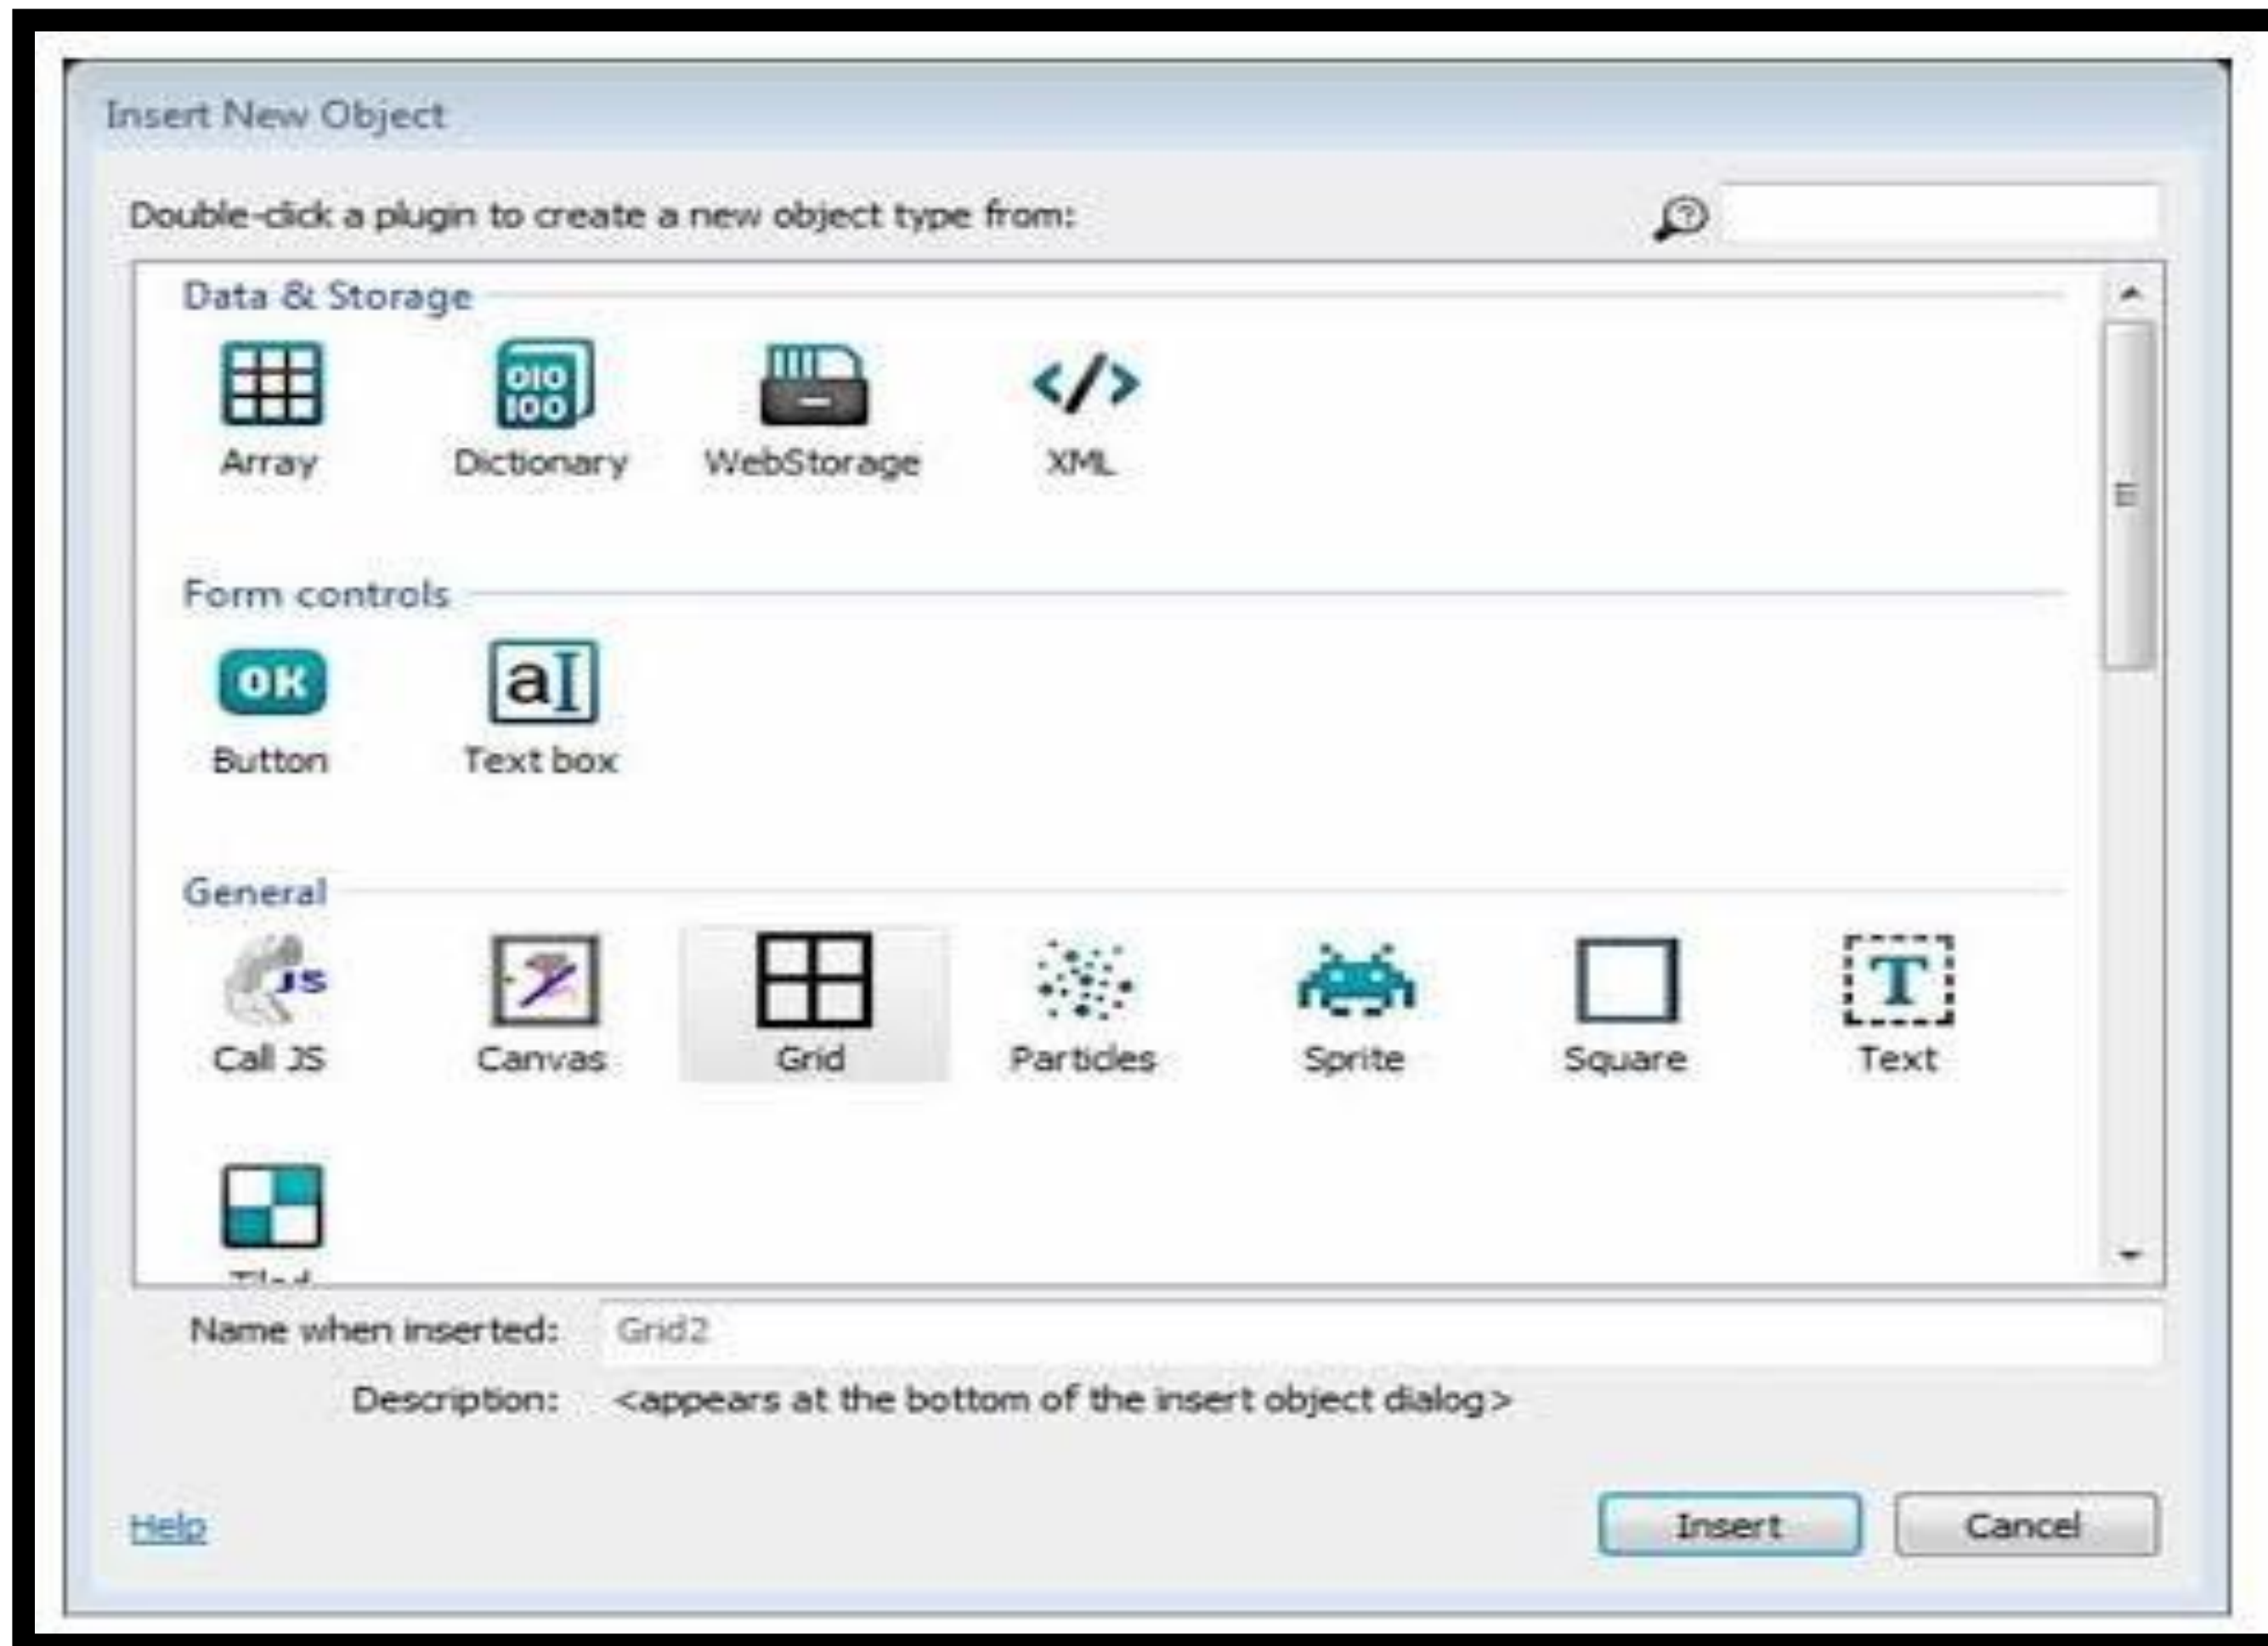 Insert New Object
Double-click a plugin to create a new object type from:
Data & Storage
010
100
Array Dictionary WebStorage XML
Form controls
OK aI
Button Text box
General
JS T
Call JS Canvas Grid Particles Sprite Square Text
Name when inserted: Grid2
Description: <appears at the bottom of the insert object dialog>
Help Insert Cancel